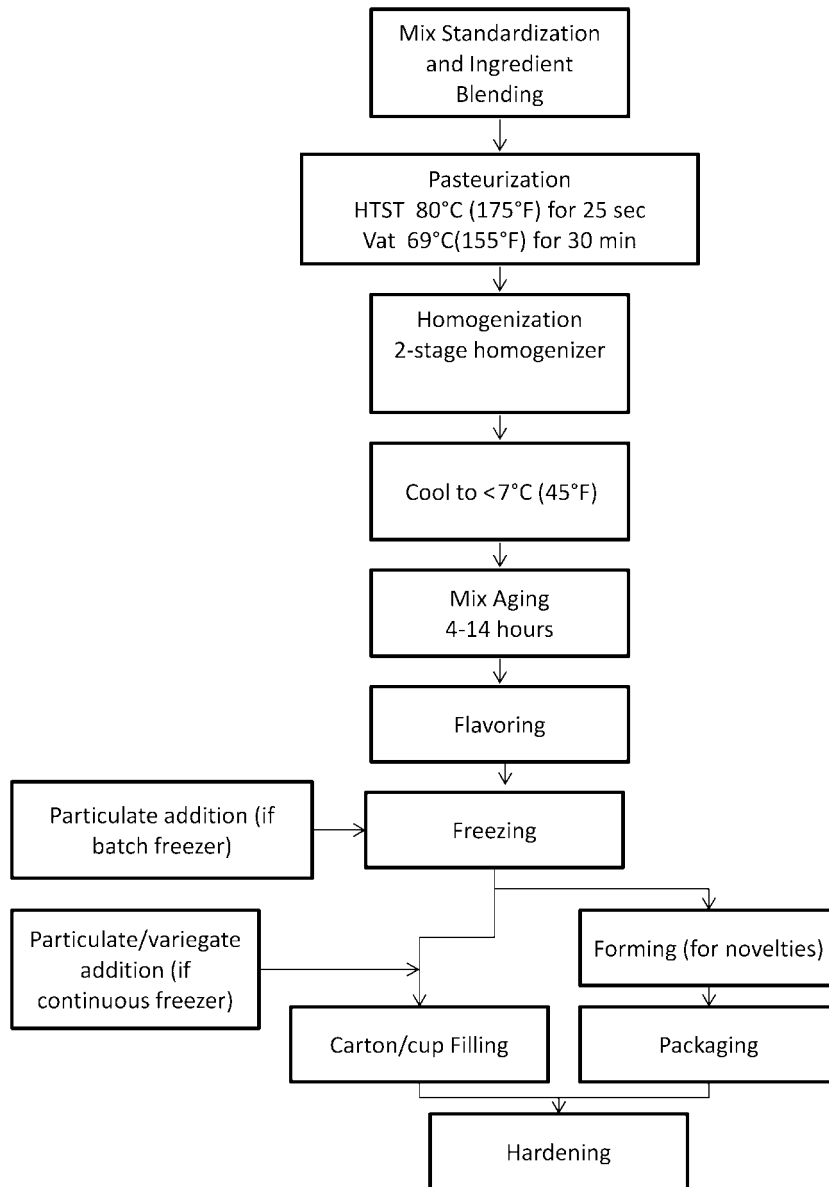 Mix Standardization
and Ingredient
Blending
Pasteurization
HTST 80°C (175°F) for 25 sec
Vat 69°C(155°F) for 30 min
Homogenization
2-stage homogenizer
Cool to <7°C (45°F)
Mix Aging
4-14 hours
Flavoring
Particulate addition (if
batch freezer)
Freezing
Particulate/variegate
addition (if
continuous freezer)
Forming (for novelties)
Carton/cup Filling
Packaging
Hardening